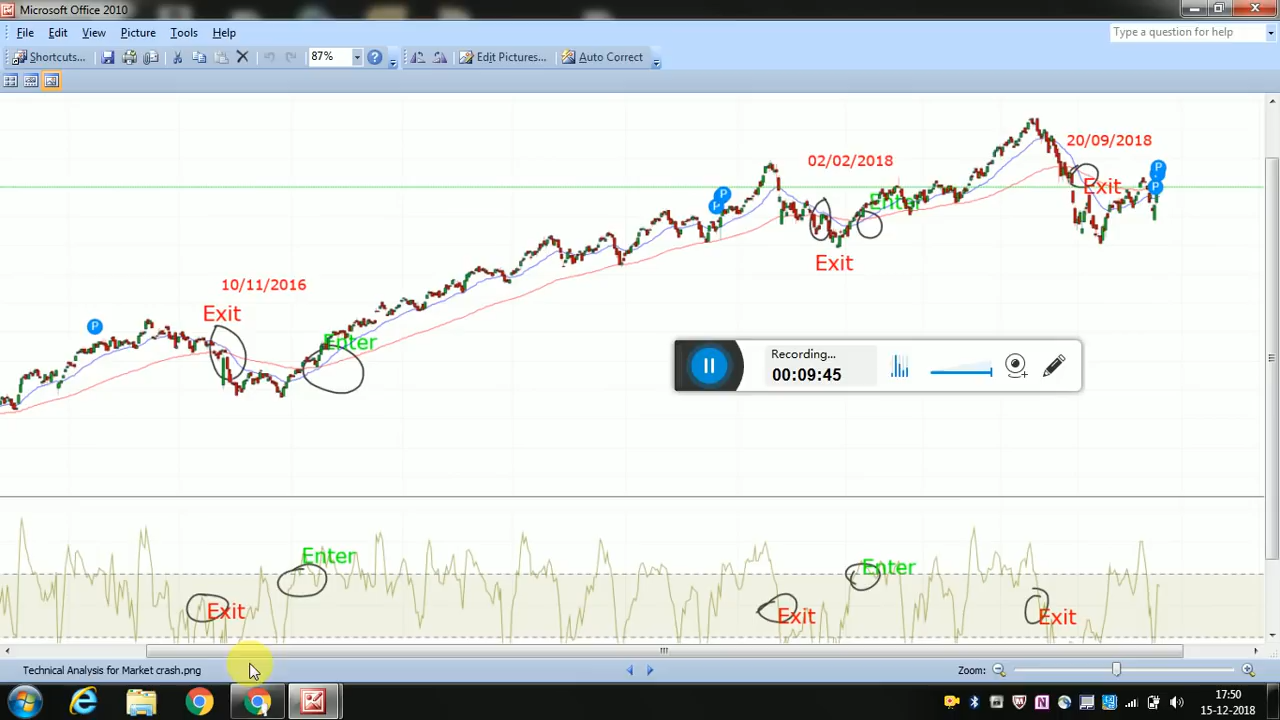 Microsoft Office 2010
File Edit View Picture Tools Help
Type a question for help
Shortcuts... 87% Edit Pictures... Auto Correct
20/09/2018
02/02/2018
P
P
P
Exit
P
P
Enter
Exit
10/11/2016
Exit
P
Enter
Recording...
00:09:45
Enter
Enter
Exit
Exit
Exit
Technical Analysis for Market crash.png
Zoom:
17:50
15-12-2018